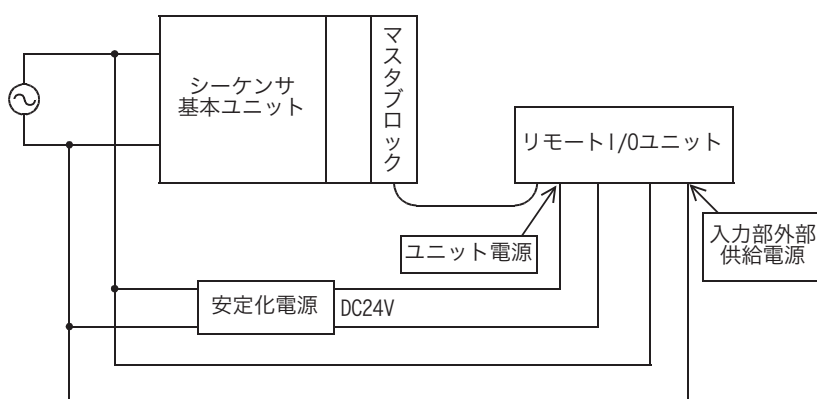 シーケンサ
基本ユニット
マスタブロック
リモートI/Oユニット
ユニット電源
入力部外部
供給電源
安定化電源
DC24V